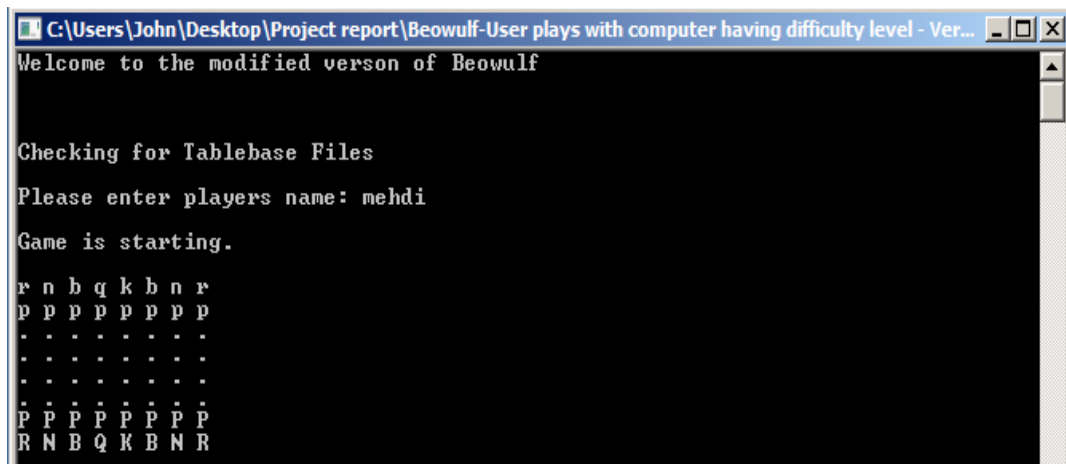 C:\Users\John\Desktop\Project report\Beowulf-User plays with computer having difficulty level - Ver...
Welcome to the modified verson of Beowulf
Checking for Tablebase Files
Please enter players name: mehdi
Game is starting.
r n b q k b n r
p p p p p p p p
. . . . . . . .
. . . . . . . .
. . . . . . . .
. . . . . . . .
P P P P P P P P
R N B Q K B N R